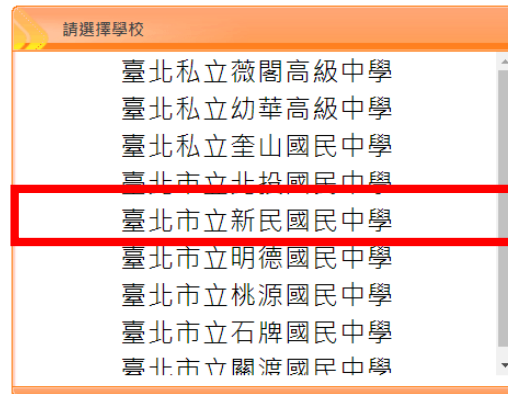 請選擇學校
臺北私立薇閣高級中學
臺北私立幼華高級中學
臺北私立奎山國民中學
臺北市立北投國民中學
臺北市立新民國民中學
臺北市立明德國民中學
臺北市立桃源國民中學
臺北市立石牌國民中學
臺北市立關渡國民中學